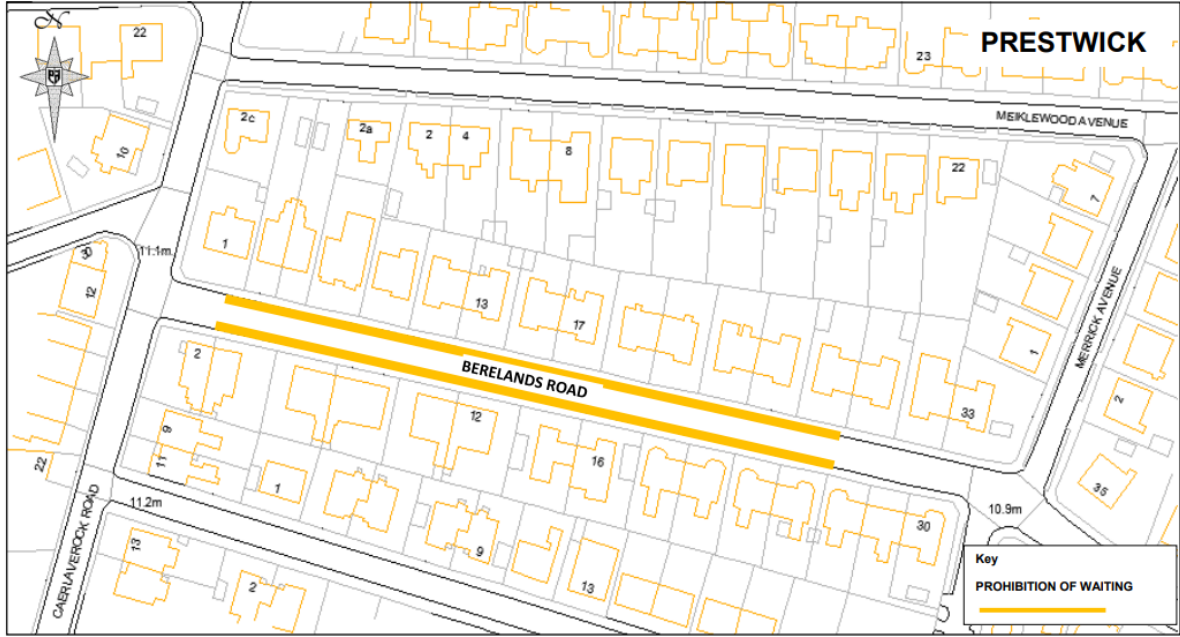 N
PRESTWICK
22
23
MEIKLEWOOD AVENUE
2c
2a
2
4
8
22
10
7
1
11.1m
30
12
13
17
1
MERRICK AVENUE
BERELANDS ROAD
2
12
33
2
9
11
16
35
22
1
11.2m
10.9m
30
9
13
CAERLAVEROCK ROAD
13
2
Key
PROHIBITION OF WAITING